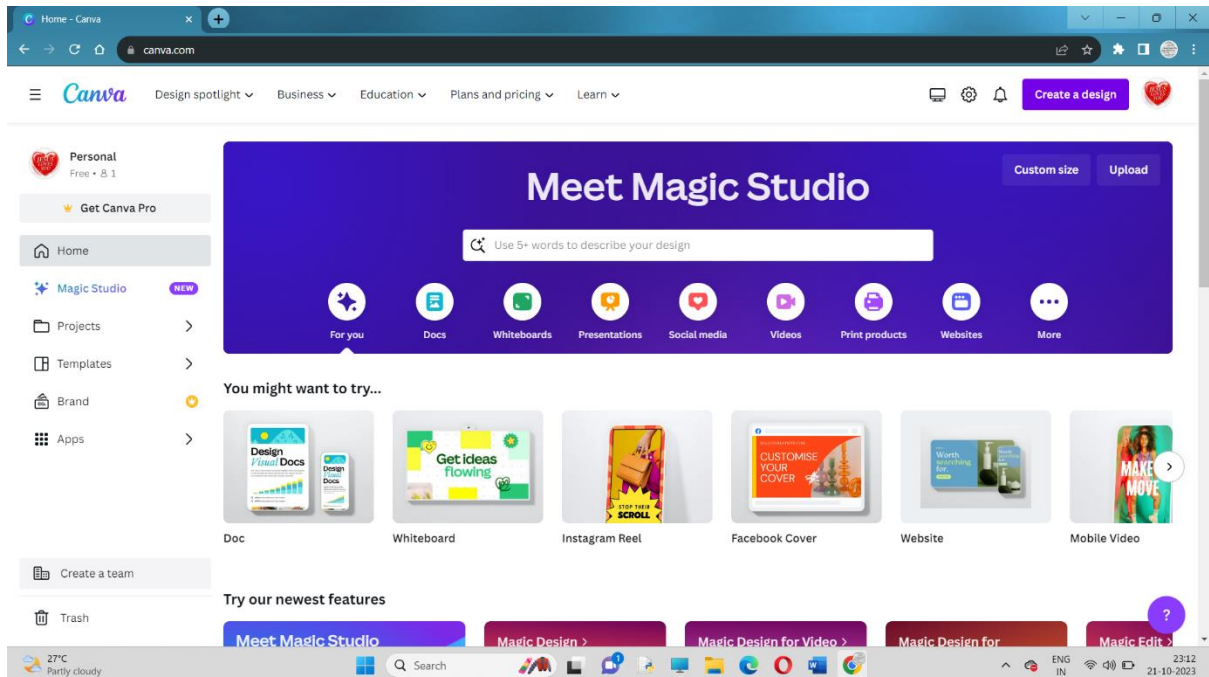 Home - Canva
canva.com
Canva
Design spotlight
Business
Education
Plans and pricing
Learn
Create a design
Personal
Free • 1
Get Canva Pro
Home
Magic Studio NEW
Projects
Templates
Brand
Apps
Create a team
Trash
Custom size
Upload
Meet Magic Studio
Use 5+ words to describe your design
For you
Docs
Whiteboards
Presentations
Social media
Videos
Print products
Websites
More
You might want to try...
Design
Visual Docs
Design
Visual
Docs
Get ideas
flowing
STOP THEIR
SCROLL
CUSTOMISE
YOUR
COVER
Worth
searching
for.
MAKE
MOVE
Doc
Whiteboard
Instagram Reel
Facebook Cover
Website
Mobile Video
Try our newest features
Meet Magic Studio
Magic Design >
Magic Design for Video >
Magic Design for
Magic Edit >
?
27°C
Partly cloudy
Search
ENG
IN
23:12
21-10-2023